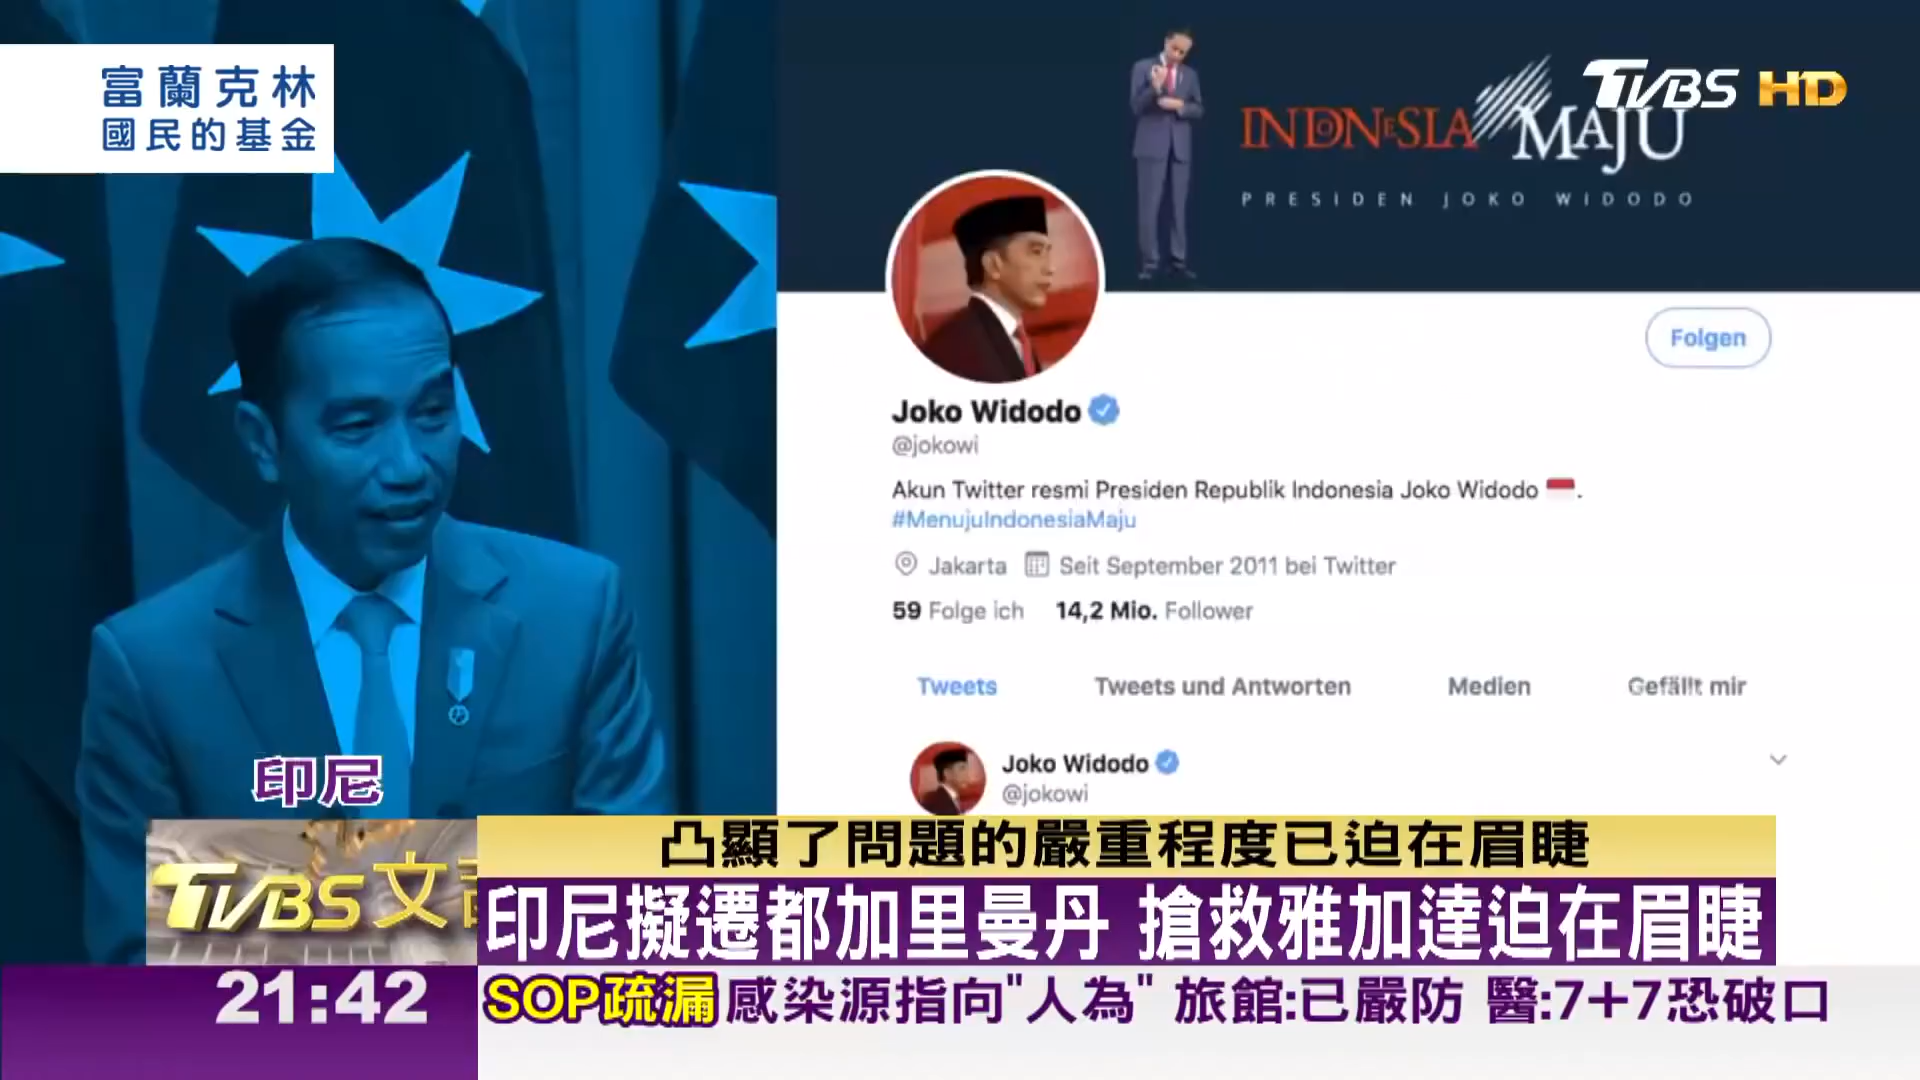 富蘭克林
國民的基金
TVBS HD
INDONESIA MAJU
PRESIDEN JOKO WIDODO
Folgen
Joko Widodo
@jokowi
Akun Twitter resmi Presiden Republik Indonesia Joko Widodo 🇮🇩.
#MenujuIndonesiaMaju
Jakarta Seit September 2011 bei Twitter
59 Folge ich 14,2 Mio. Follower
Tweets Tweets und Antworten Medien Gefällt mir
Joko Widodo
@jokowi
印尼
凸顯了問題的嚴重程度已迫在眉睫
TVBS文
印尼擬遷都加里曼丹 搶救雅加達迫在眉睫
21:42
SOP疏漏 感染源指向"人為" 旅館:已嚴防 醫:7+7恐破口